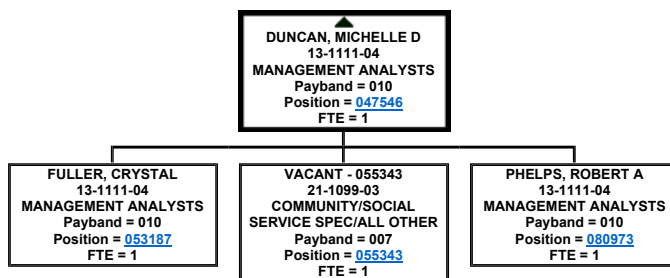 DUNCAN, MICHELLE D
13-1111-04
MANAGEMENT ANALYSTS
Payband = 010
Position = 047546
FTE = 1
FULLER, CRYSTAL
13-1111-04
MANAGEMENT ANALYSTS
Payband = 010
Position = 053187
FTE = 1
VACANT - 055343
21-1099-03
COMMUNITY/SOCIAL
SERVICE SPEC/ALL OTHER
Payband = 007
Position = 055343
FTE = 1
PHELPS, ROBERT A
13-1111-04
MANAGEMENT ANALYSTS
Payband = 010
Position = 080973
FTE = 1